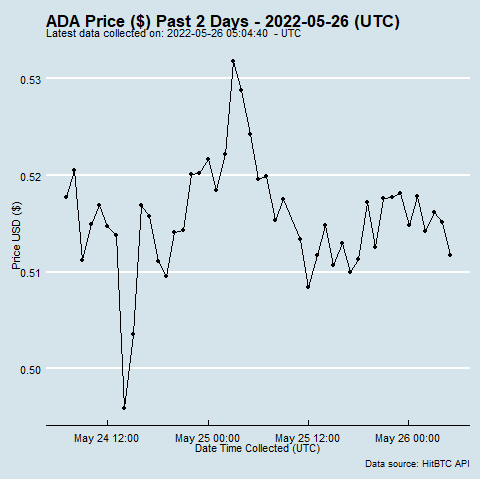 ADA Price ($) Past 2 Days - 2022-05-26 (UTC)
Latest data collected on: 2022-05-26 05:04:40  - UTC
0.53
0.52
0.51
0.50
Price USD ($)
May 24 12:00
May 25 00:00
May 25 12:00
May 26 00:00
Date Time Collected (UTC)
Data source: HitBTC API